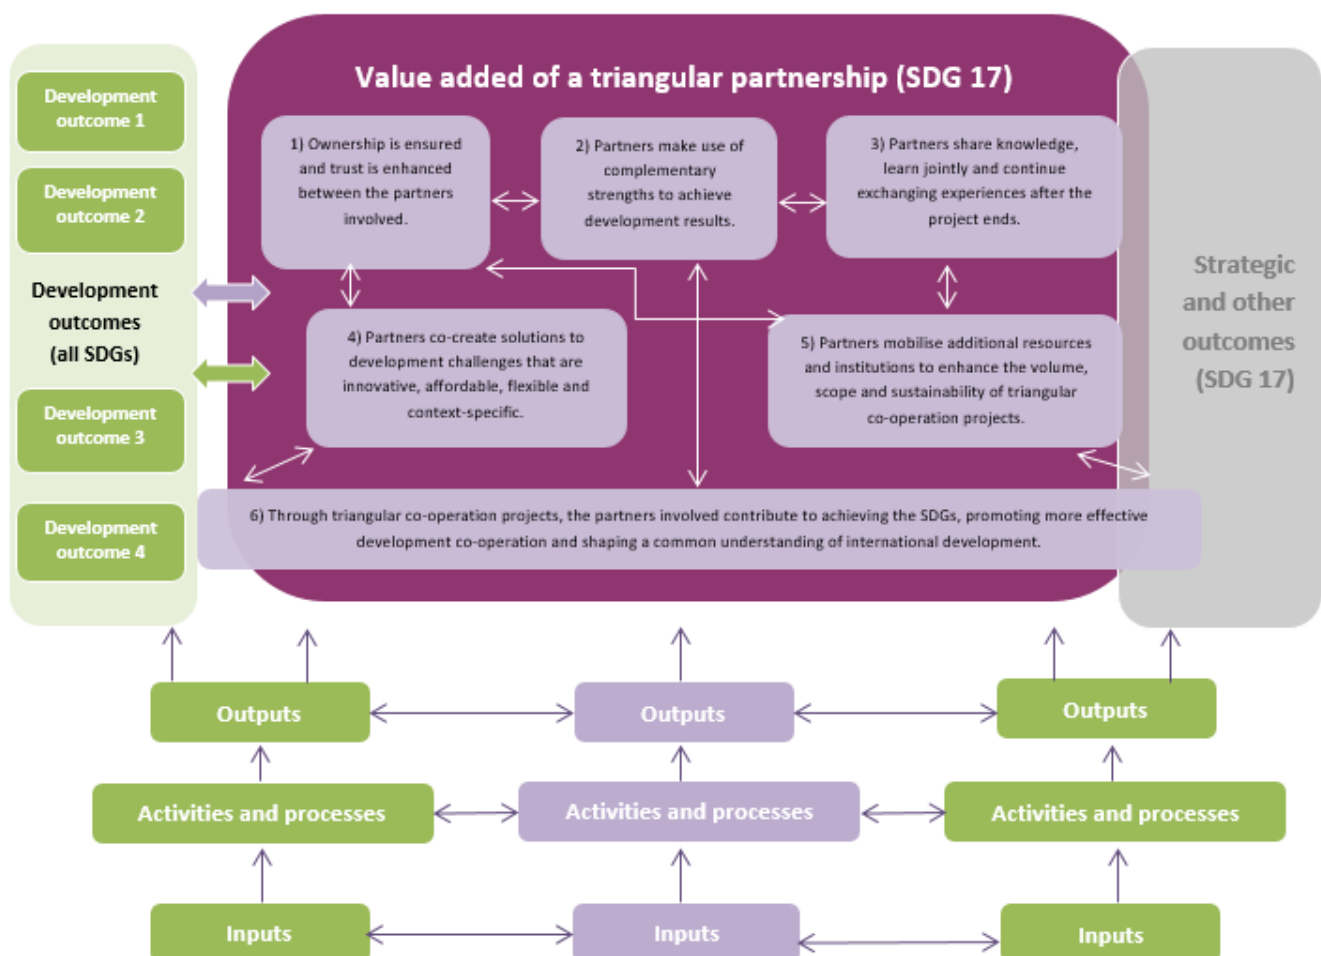 Value added of a triangular partnership (SDG 17)
Development
outcome 1
Development
outcome 2
Development
outcomes
(all SDGs)
Development
outcome 3
Development
outcome 4
1) Ownership is ensured
and trust is enhanced
between the partners
involved.
2) Partners make use of
complementary
strengths to achieve
development results.
3) Partners share knowledge,
learn jointly and continue
exchanging experiences after the
project ends.
4) Partners co-create solutions to
development challenges that are
innovative, affordable, flexible and
context-specific.
5) Partners mobilise additional resources
and institutions to enhance the volume,
scope and sustainability of triangular
co-operation projects.
6) Through triangular co-operation projects, the partners involved contribute to achieving the SDGs, promoting more effective
development co-operation and shaping a common understanding of international development.
Strategic
and other
outcomes
(SDG 17)
Outputs
Outputs
Outputs
Activities and processes
Activities and processes
Activities and processes
Inputs
Inputs
Inputs